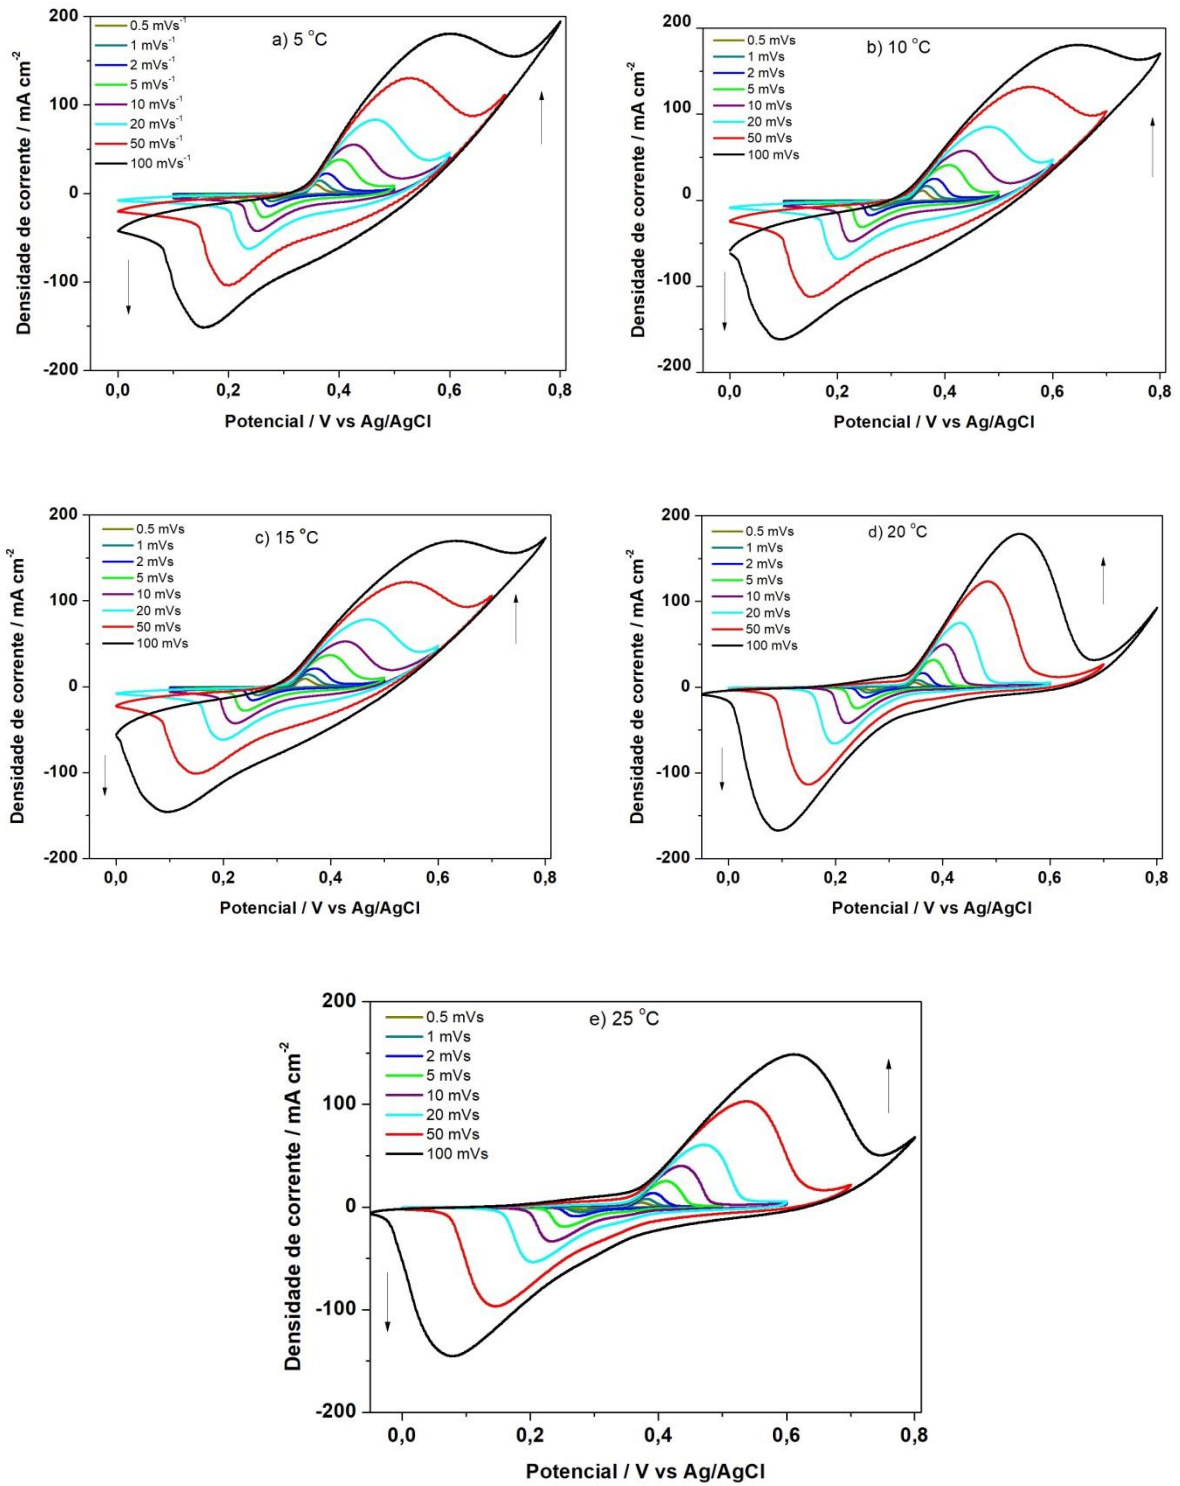 a) 5 °C
0.5 mVs-1
1 mVs-1
2 mVs-1
5 mVs-1
10 mVs-1
20 mVs-1
50 mVs-1
100 mVs-1
Densidade de corrente / mA cm-2
200
100
0
-100
-200
0,0 0,2 0,4 0,6 0,8
Potencial / V vs Ag/AgCl
b) 10 °C
0.5 mVs
1 mVs
2 mVs
5 mVs
10 mVs
20 mVs
50 mVs
100 mVs
Densidade de corrente / mA cm-2
200
100
0
-100
-200
0,0 0,2 0,4 0,6 0,8
Potencial / V vs Ag/AgCl
c) 15 °C
0.5 mVs
1 mVs
2 mVs
5 mVs
10 mVs
20 mVs
50 mVs
100 mVs
Densidade de corrente / mA cm-2
200
100
0
-100
-200
0,0 0,2 0,4 0,6 0,8
Potencial / V vs Ag/AgCl
d) 20 °C
0.5 mVs
1 mVs
2 mVs
5 mVs
10 mVs
20 mVs
50 mVs
100 mVs
Densidade de corrente / mA cm-2
200
100
0
-100
-200
0,0 0,2 0,4 0,6 0,8
Potencial / V vs Ag/AgCl
e) 25 °C
0.5 mVs
1 mVs
2 mVs
5 mVs
10 mVs
20 mVs
50 mVs
100 mVs
Densidade de corrente / mA cm-2
200
100
0
-100
-200
0,0 0,2 0,4 0,6 0,8
Potencial / V vs Ag/AgCl